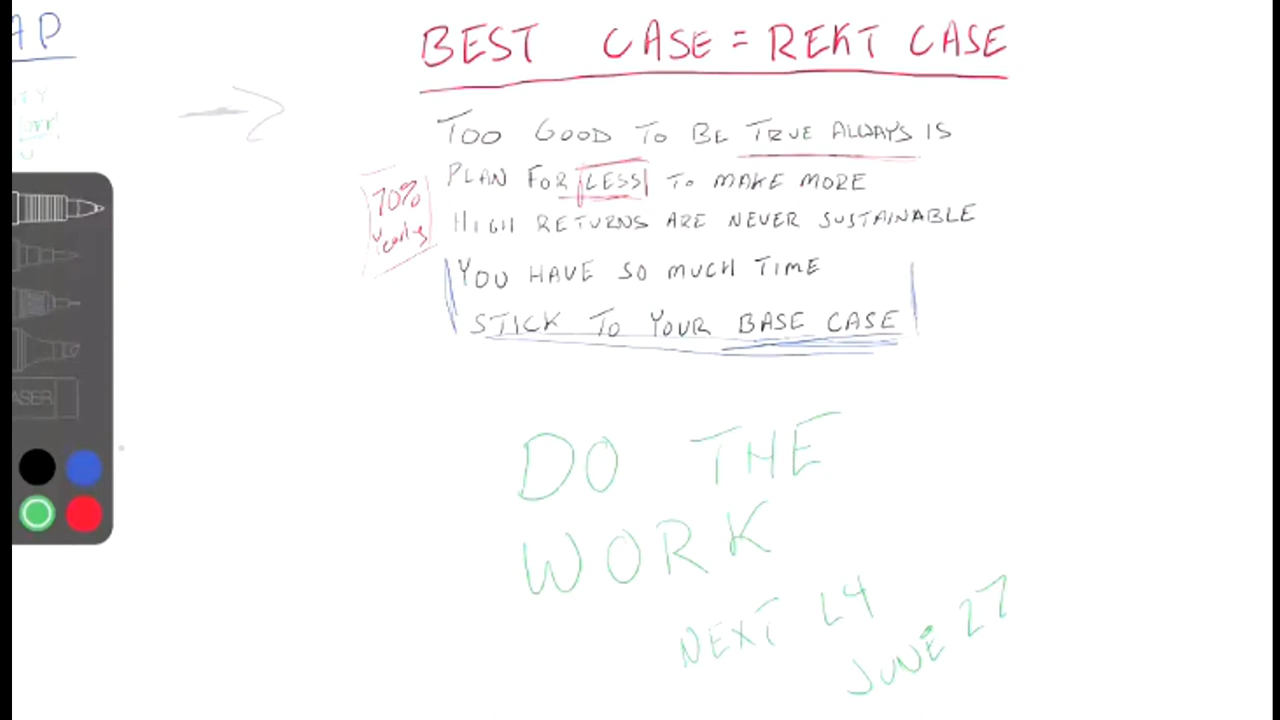 AP
BEST CASE = REKT CASE
TOO GOOD TO BE TRUE ALWAYS IS
PLAN FOR LESS TO MAKE MORE
70%
Yearly
HIGH RETURNS ARE NEVER SUSTAINABLE
YOU HAVE SO MUCH TIME
STICK TO YOUR BASE CASE
ASER
DO THE
WORK
NEXT L4
JUNE 27